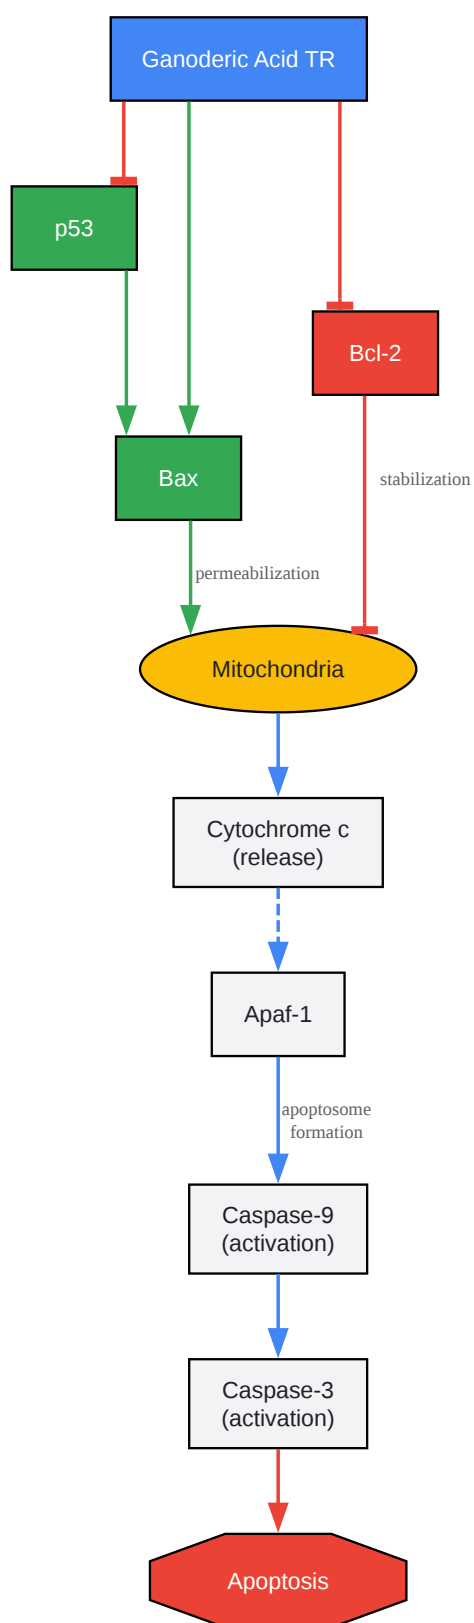 Ganoderic Acid TR
p53
Bcl-2
Bax
stabilization
permeabilization
Mitochondria
Cytochrome c
(release)
Apaf-1
apoptosome
formation
Caspase-9
(activation)
Caspase-3
(activation)
Apoptosis